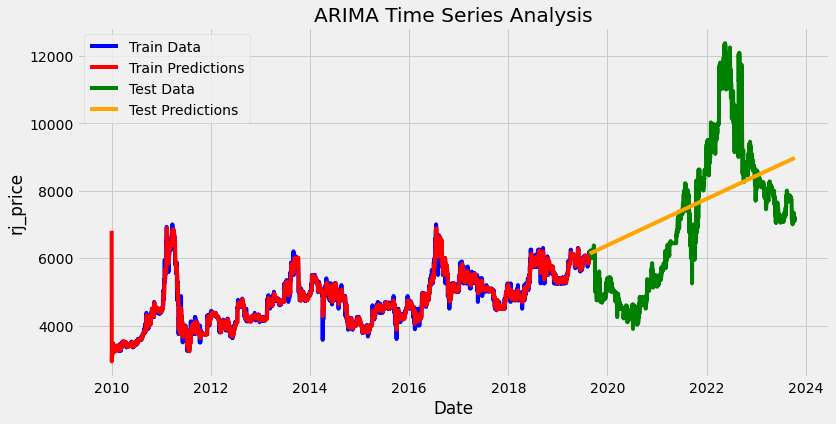 ARIMA Time Series Analysis
Train Data
Train Predictions
Test Data
Test Predictions
rj_price
12000
10000
8000
6000
4000
2010 2012 2014 2016 2018 2020 2022 2024
Date